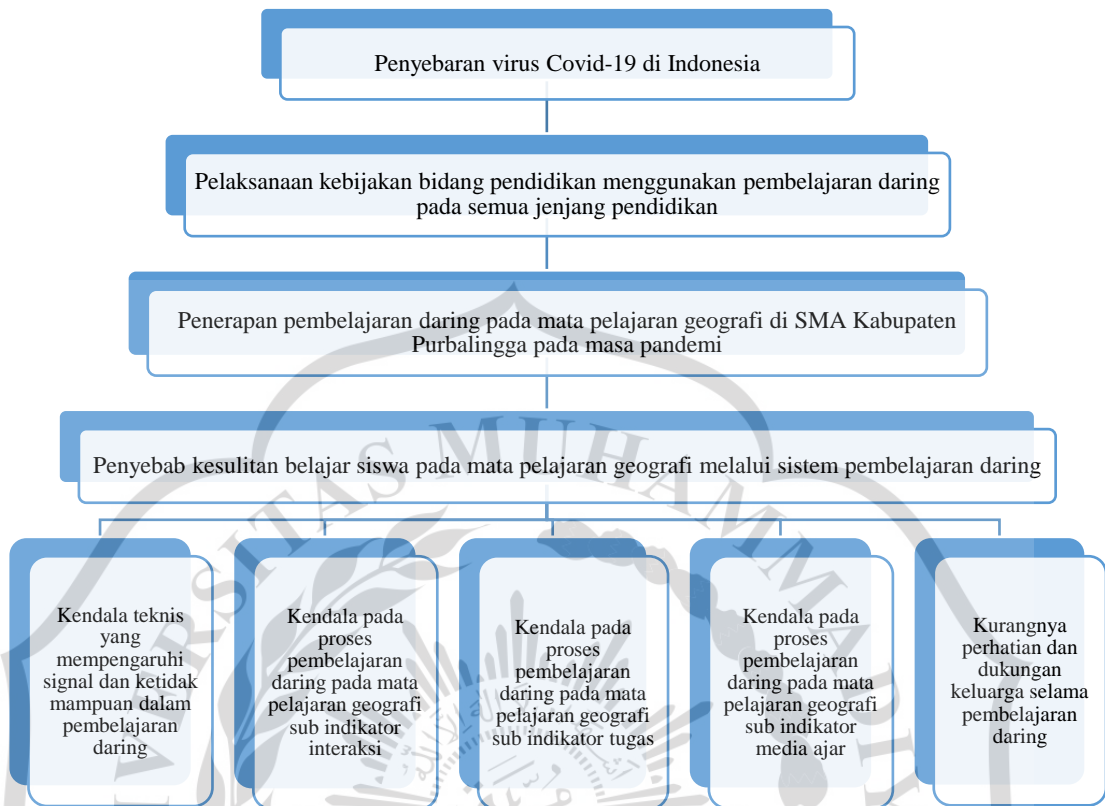 Penyebaran virus Covid-19 di Indonesia
Pelaksanaan kebijakan bidang pendidikan menggunakan pembelajaran daring
pada semua jenjang pendidikan
Penerapan pembelajaran daring pada mata pelajaran geografi di SMA Kabupaten
Purbalingga pada masa pandemi
Penyebab kesulitan belajar siswa pada mata pelajaran geografi melalui sistem pembelajaran daring
Kendala teknis
yang
mempengaruhi
signal dan ketidak
mampuan dalam
pembelajaran
daring
Kendala pada
proses
pembelajaran
daring pada mata
pelajaran geografi
sub indikator
interaksi
Kendala pada
proses
pembelajaran
daring pada mata
pelajaran geografi
sub indikator tugas
Kendala pada
proses
pembelajaran
daring pada mata
pelajaran geografi
sub indikator
media ajar
Kurangnya
perhatian dan
dukungan
keluarga selama
pembelajaran
daring